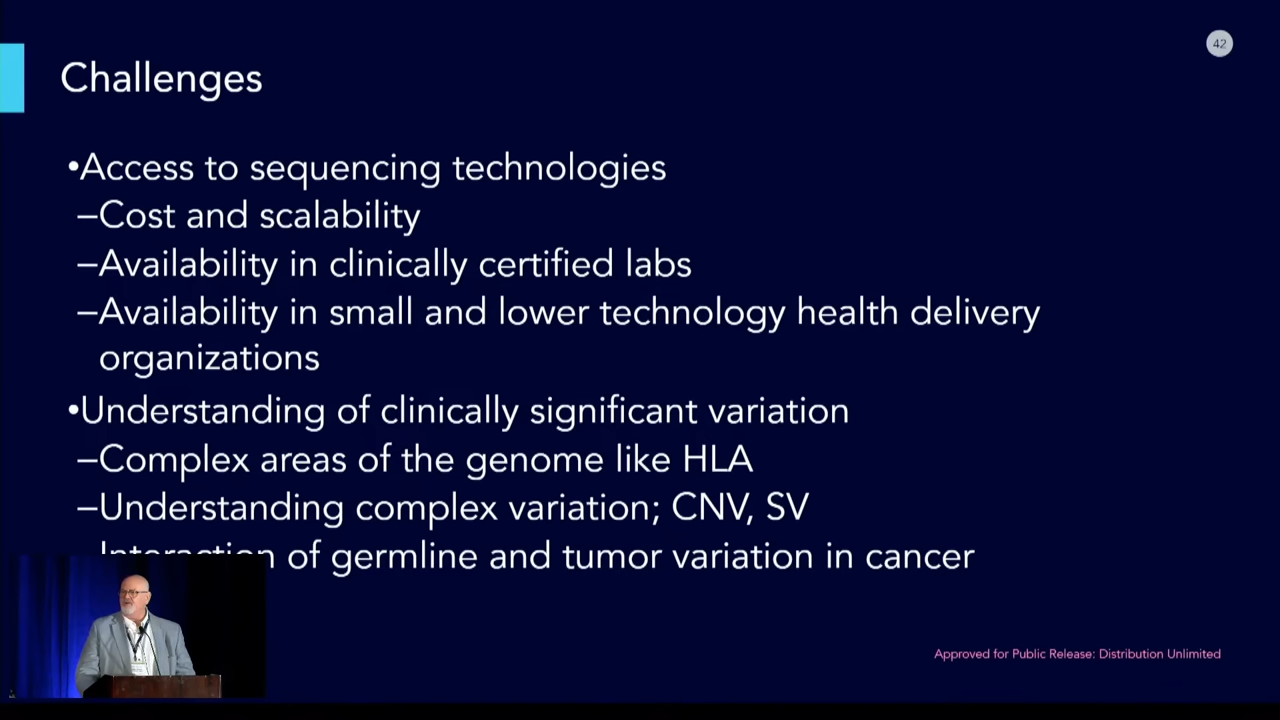 42
Challenges
•Access to sequencing technologies
–Cost and scalability
–Availability in clinically certified labs
–Availability in small and lower technology health delivery
organizations
•Understanding of clinically significant variation
–Complex areas of the genome like HLA
–Understanding complex variation; CNV, SV
Interaction of germline and tumor variation in cancer
Approved for Public Release: Distribution Unlimited